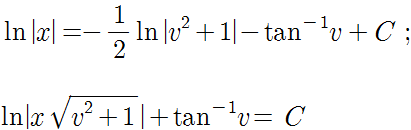 ln|x| = − 1/2 ln|v² + 1| − tan⁻¹v + C ;
ln|x √(v² + 1)| + tan⁻¹v = C